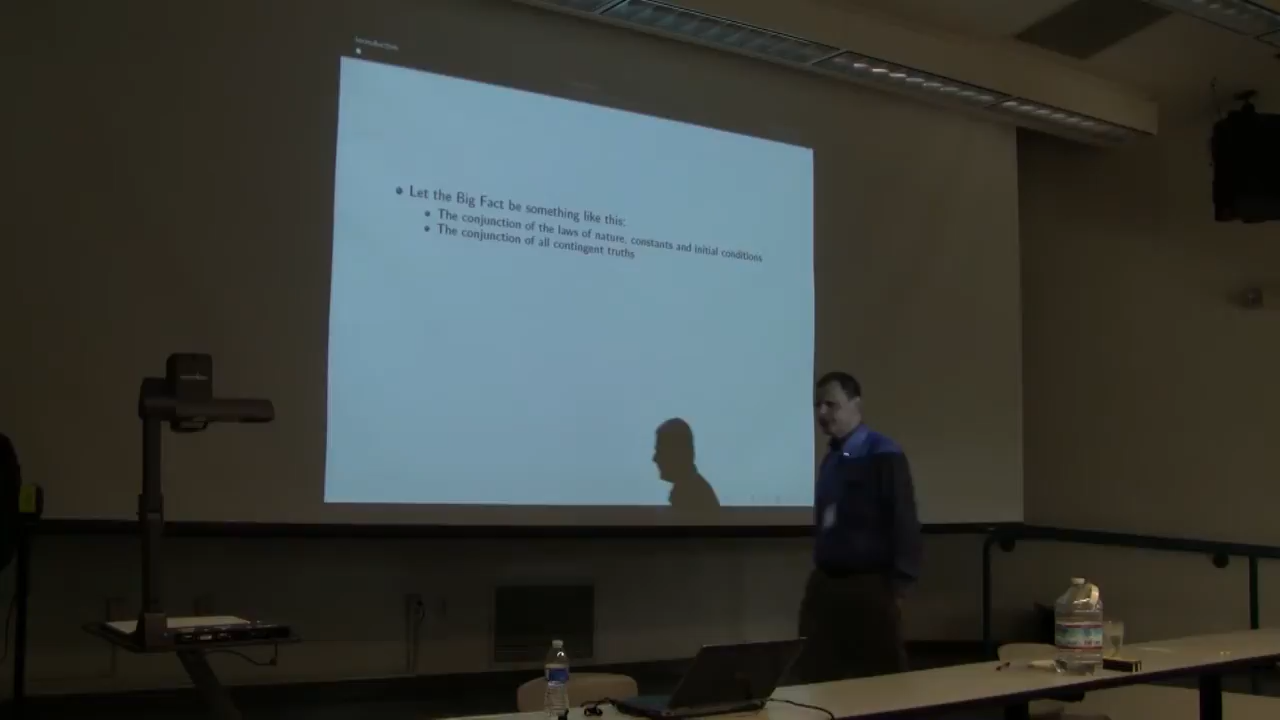 Introduction
Let the Big Fact be something like this:
The conjunction of the laws of nature, constants and initial conditions
The conjunction of all contingent truths